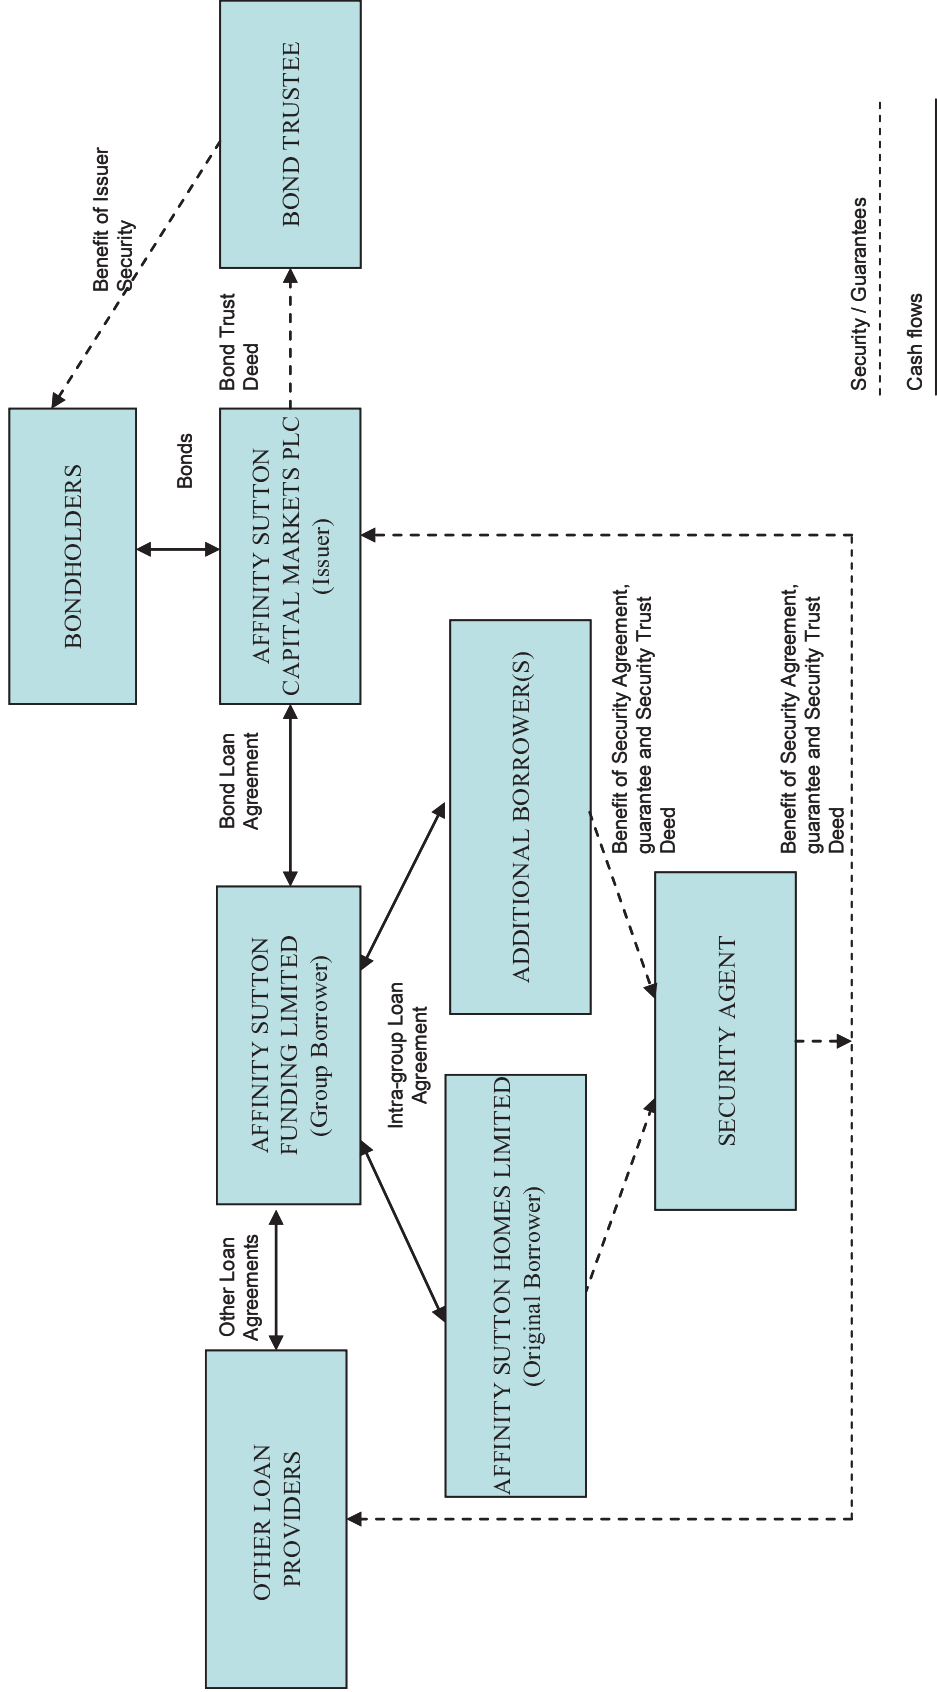 BONDHOLDERS
Benefit of Issuer
Security
Bonds
OTHER LOAN
PROVIDERS
Other Loan
Agreements
AFFINITY SUTTON
FUNDING LIMITED
(Group Borrower)
Bond Loan
Agreement
AFFINITY SUTTON
CAPITAL MARKETS PLC
(Issuer)
Bond Trust
Deed
BOND TRUSTEE
Intra-group Loan
Agreement
AFFINITY SUTTON HOMES LIMITED
(Original Borrower)
ADDITIONAL BORROWER(S)
Benefit of Security Agreement,
guarantee and Security Trust
Deed
SECURITY AGENT
Benefit of Security Agreement,
guarantee and Security Trust
Deed
Security / Guarantees
Cash flows